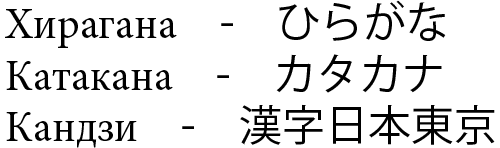 Хирагана - ひらがな
Катакана - カタカナ
Кандзи - 漢字日本東京